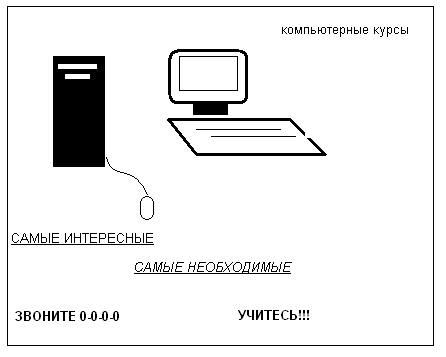 компьютерные курсы
САМЫЕ ИНТЕРЕСНЫЕ
САМЫЕ НЕОБХОДИМЫЕ
ЗВОНИТЕ 0-0-0-0
УЧИТЕСЬ!!!